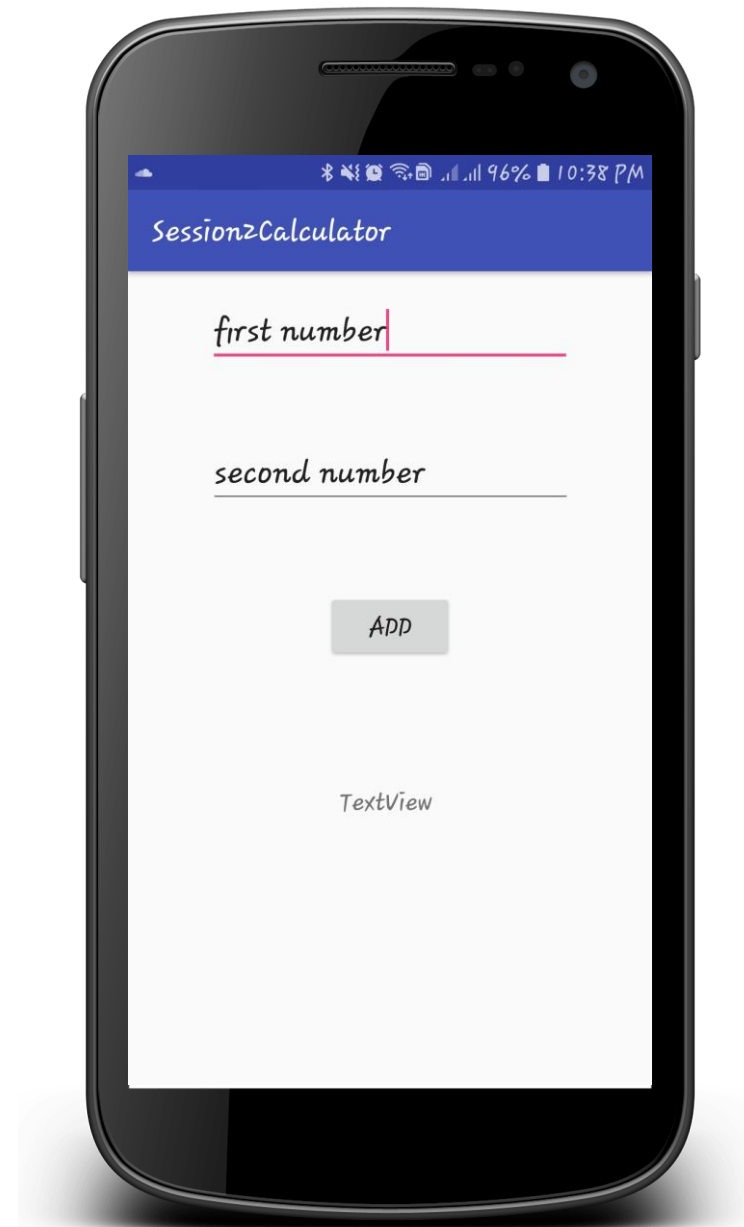 96% 10:38 PM
Session2Calculator
first number
second number
ADD
TextView